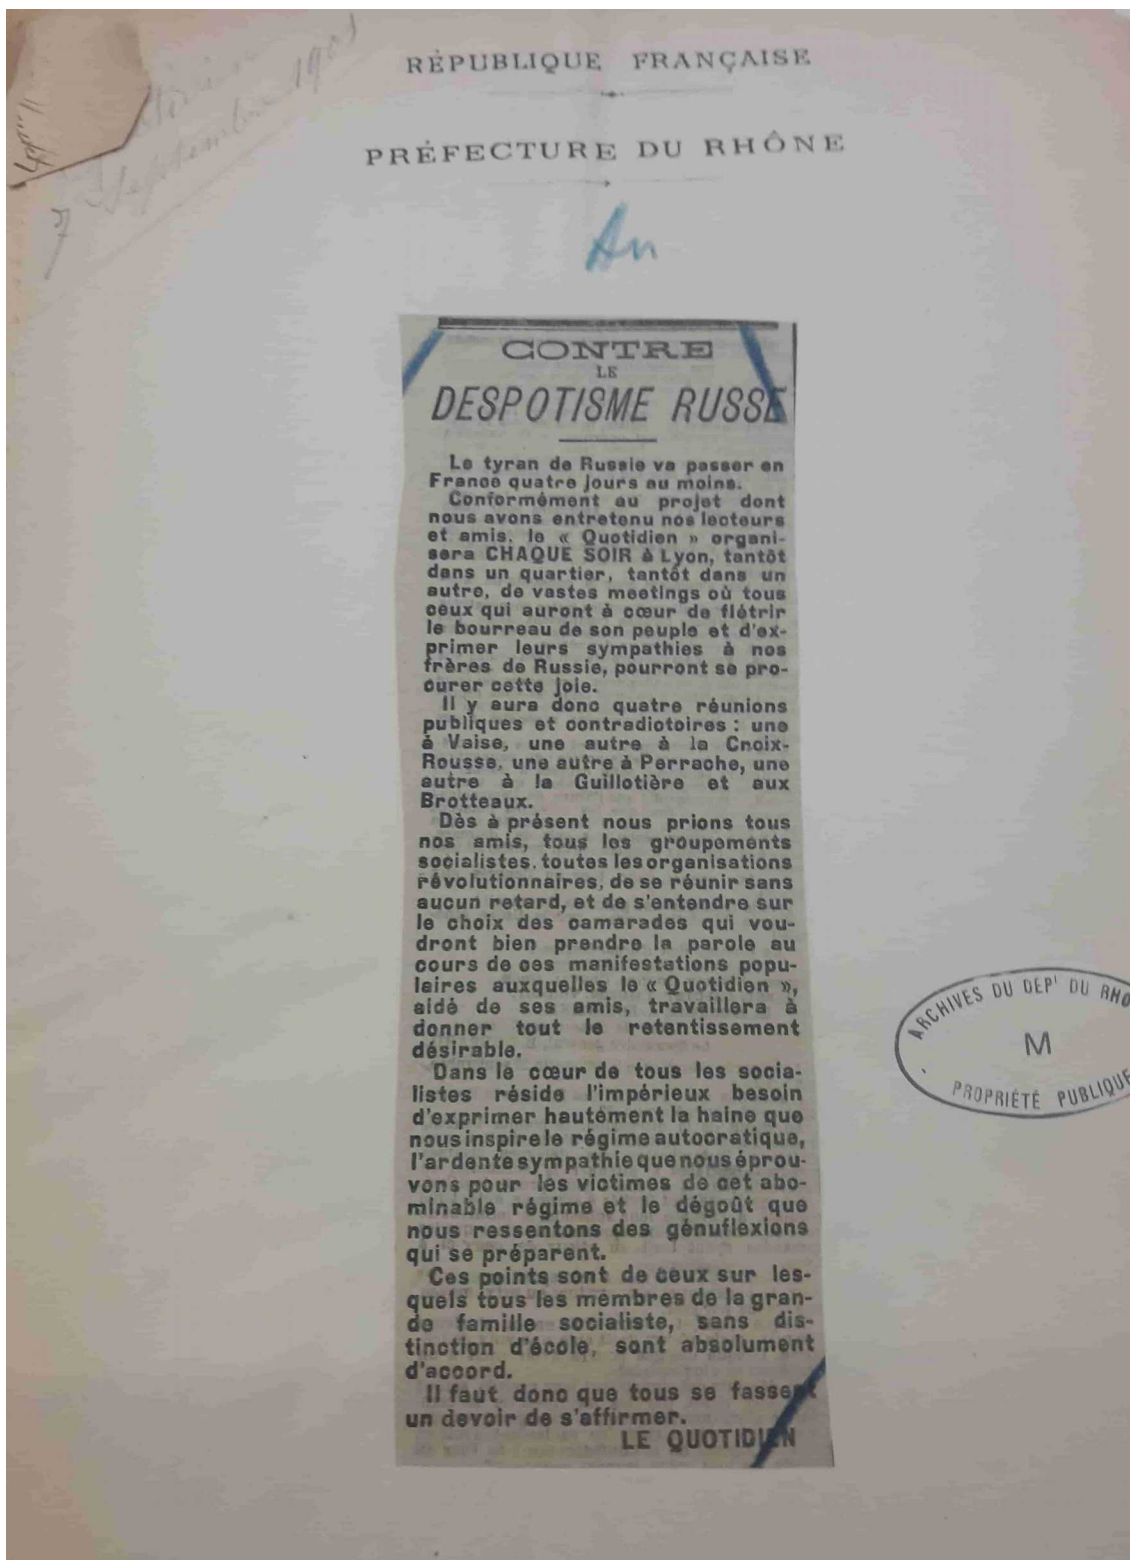 7 Septembre 1901
RÉPUBLIQUE FRANÇAISE
PRÉFECTURE DU RHÔNE
An
CONTRE
LE
DESPOTISME RUSSE
Le tyran de Russie va passer en
France quatre jours au moins.
Conformément au projet dont
nous avons entretenu nos lecteurs
et amis, le « Quotidien » organi-
sera CHAQUE SOIR à Lyon, tantôt
dans un quartier, tantôt dans un
autre, de vastes meetings où tous
ceux qui auront à cœur de flétrir
le bourreau de son peuple et d'ex-
primer leurs sympathies à nos
frères de Russie, pourront se pro-
curer cette joie.
Il y aura donc quatre réunions
publiques et contradictoires : une
à Vaise, une autre à la Cnoix-
Rousse, une autre à Perrache, une
autre à la Guillotière et aux
Brotteaux.
Dès à présent nous prions tous
nos amis, tous les groupements
socialistes, toutes les organisations
révolutionnaires, de se réunir sans
aucun retard, et de s'entendre sur
le choix des camarades qui vou-
dront bien prendre la parole au
cours de ces manifestations popu-
laires auxquelles le « Quotidien »,
aidé de ses amis, travaillera à
donner tout le retentissement
désirable.
Dans le cœur de tous les socia-
listes réside l'impérieux besoin
d'exprimer hautement la haine que
nous inspire le régime autocratique,
l'ardente sympathie que nous éprou-
vons pour les victimes de cet abo-
minable régime et le dégoût que
nous ressentons des génuflexions
qui se préparent.
Ces points sont de ceux sur les-
quels tous les membres de la gran-
de famille socialiste, sans dis-
tinction d'école, sont absolument
d'accord.
Il faut donc que tous se fassent
un devoir de s'affirmer.
LE QUOTIDIEN
ARCHIVES DU DEPT DU RHO
M
PROPRIÉTÉ PUBLIQUE